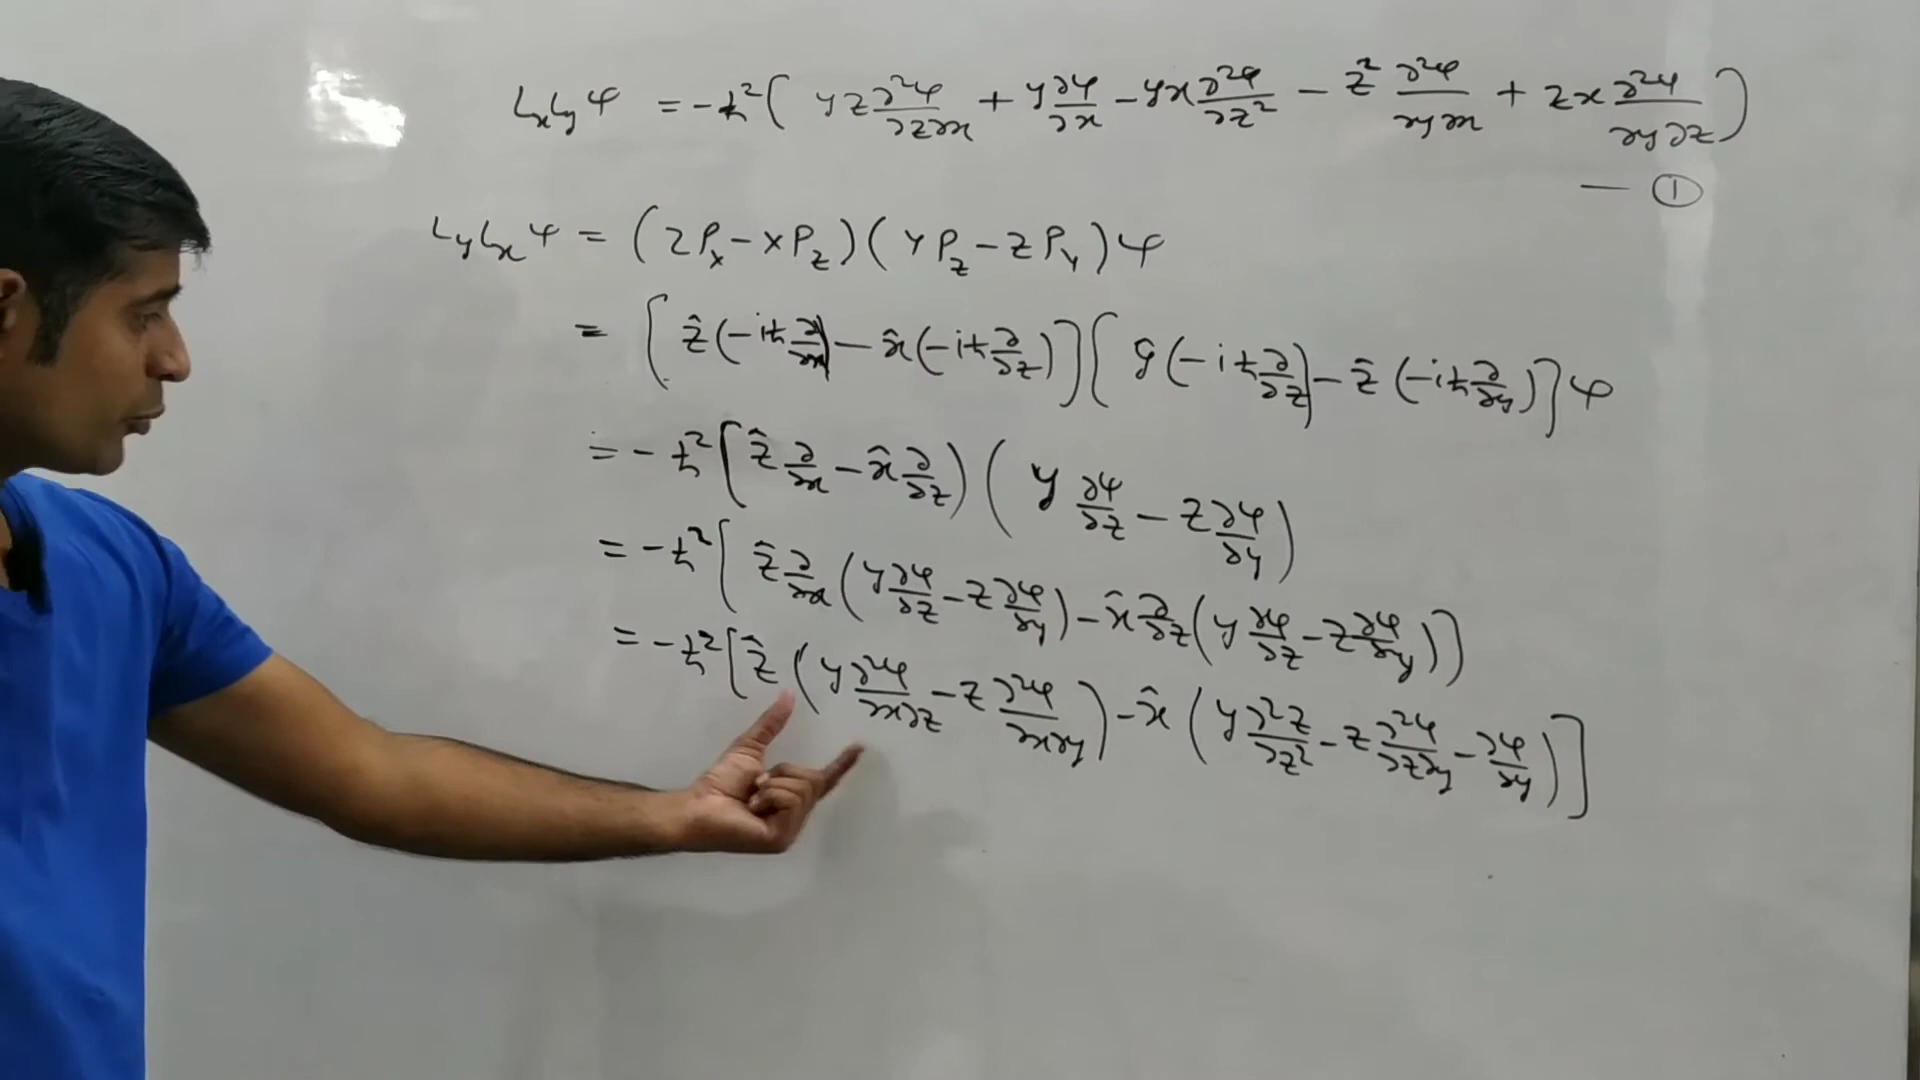 LxLyψ = -ħ²( yz ∂²ψ/∂z∂x + y ∂ψ/∂x - yx ∂²ψ/∂z² - z² ∂²ψ/∂y∂x + zx ∂²ψ/∂y∂z )
— ①
LyLxψ = (zPx - xPz)(yPz - zPy)ψ
= [ ẑ(-iħ ∂/∂x) - x̂(-iħ ∂/∂z) ] [ ŷ(-iħ ∂/∂z) - ẑ(-iħ ∂/∂y) ] ψ
= -ħ² [ ẑ ∂/∂x - x̂ ∂/∂z ) ( y ∂ψ/∂z - z ∂ψ/∂y )
= -ħ² [ ẑ ∂/∂x ( y ∂ψ/∂z - z ∂ψ/∂y ) - x̂ ∂/∂z ( y ∂ψ/∂z - z ∂ψ/∂y ) ]
= -ħ² [ ẑ ( y ∂²ψ/∂x∂z - z ∂²ψ/∂x∂y ) - x̂ ( y ∂²z/∂z² - z ∂²ψ/∂z∂y - ∂ψ/∂y ) ]